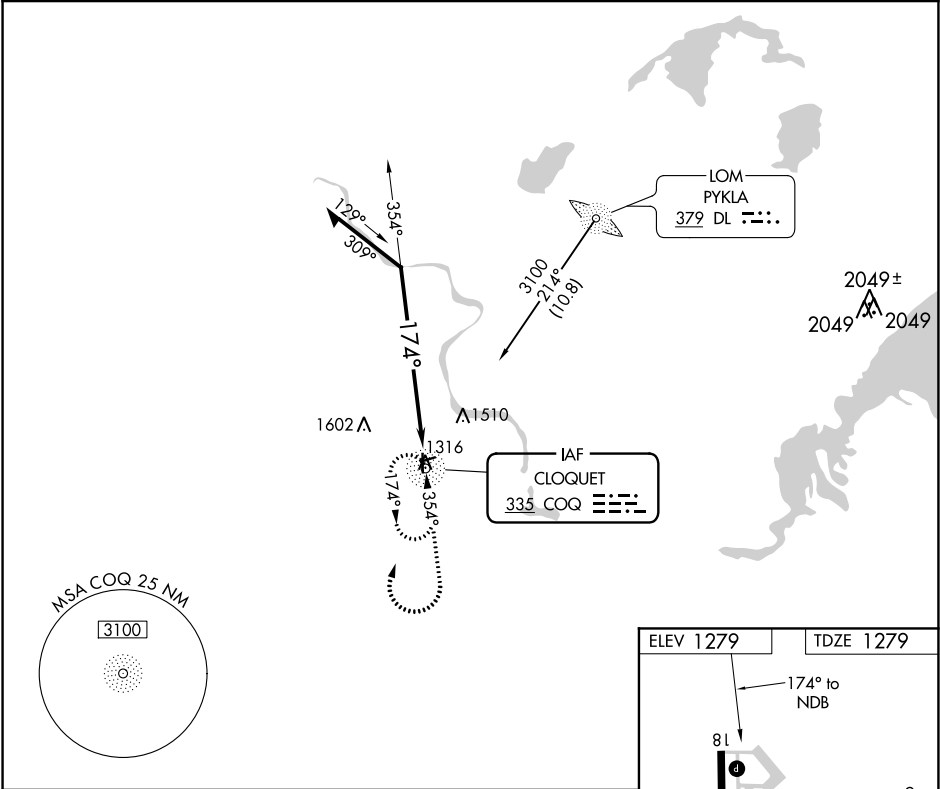 LOM
PYKLA
379 DL
129°
354°
309°
3100
214°
(10.8)
2049±
2049
2049
174°
1602
1510
1316
IAF
CLOQUET
335 COQ
174°
354°
MSA COQ 25 NM
3100
ELEV 1279
TDZE 1279
174° to
NDB
18
P